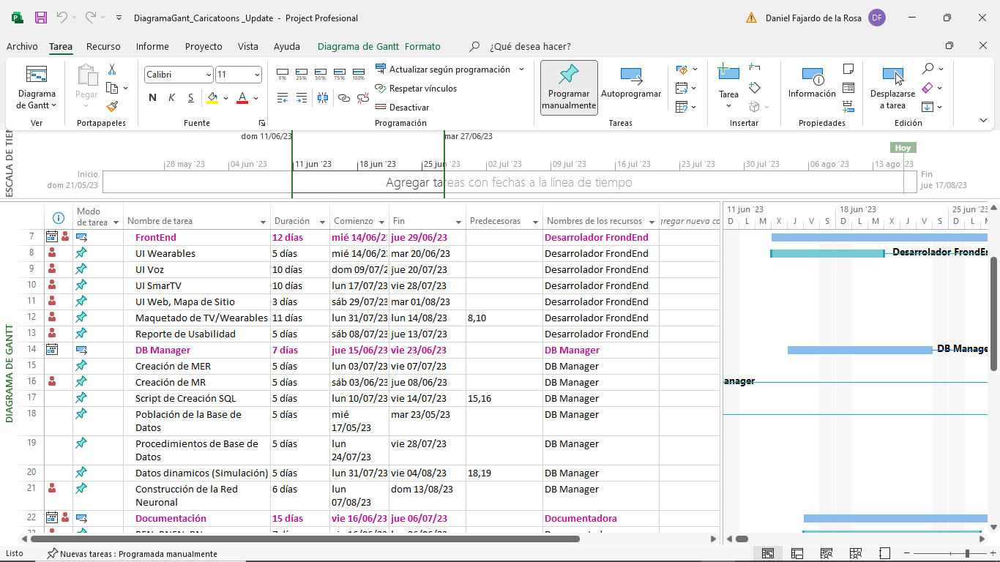 DiagramaGant_Caricatoons _Update - Project Profesional
Daniel Fajardo de la Rosa DF
Archivo Tarea Recurso Informe Proyecto Vista Ayuda Diagrama de Gantt Formato ¿Qué desea hacer?
Diagrama de Gantt
Ver
Pegar
Portapapeles
Calibri 11
N K S A
Fuente
0% 25% 50% 75% 100%
Actualizar según programación
Respetar vínculos
Desactivar
Programación
Programar manualmente
Autoprogramar
Tareas
Tarea
Insertar
Información
Propiedades
Desplazarse a tarea
Edición
ESCALA DE TIEM
dom 11/06/23 mar 27/06/23
Hoy
28 may '23 04 jun '23 11 jun '23 18 jun '23 25 jun '23 02 jul '23 09 jul '23 16 jul '23 23 jul '23 30 jul '23 06 ago '23 13 ago '23
Inicio
dom 21/05/23
Agregar tareas con fechas a la línea de tiempo
Fin
jue 17/08/23
DIAGRAMA DE GANTT
Modo de tarea Nombre de tarea Duración Comienzo Fin Predecesoras Nombres de los recursos gregar nueva co
7 FrontEnd 12 días mié 14/06/2 jue 29/06/23 Desarrolador FrondEnd
8 UI Wearables 5 días mié 14/06/2 mar 20/06/23 Desarrolador FrondEnd
9 UI Voz 10 días dom 09/07/2 jue 20/07/23 Desarrolador FrondEnd
10 UI SmarTV 10 días lun 17/07/23 vie 28/07/23 Desarrolador FrondEnd
11 UI Web, Mapa de Sitio 3 días sáb 29/07/23 mar 01/08/23 Desarrolador FrondEnd
12 Maquetado de TV/Wearables 11 días lun 31/07/23 lun 14/08/23 8,10 Desarrolador FrondEnd
13 Reporte de Usabilidad 5 días sáb 08/07/23 jue 13/07/23 Desarrolador FrondEnd
14 DB Manager 7 días jue 15/06/23 vie 23/06/23 DB Manager
15 Creación de MER 5 días lun 03/07/23 vie 07/07/23 DB Manager
16 Creación de MR 5 días sáb 03/06/23 jue 08/06/23 DB Manager
17 Script de Creación SQL 5 días lun 10/07/23 vie 14/07/23 15,16 DB Manager
18 Población de la Base de Datos 5 días mié 17/05/23 mar 23/05/23 DB Manager
19 Procedimientos de Base de Datos 5 días lun 24/07/23 vie 28/07/23 DB Manager
20 Datos dinamicos (Simulación) 5 días lun 31/07/23 vie 04/08/23 18,19 DB Manager
21 Construcción de la Red Neuronal 6 días lun 07/08/23 dom 13/08/23 DB Manager
22 Documentación 15 días vie 16/06/23 jue 06/07/23 Documentadora
11 jun '23 18 jun '23 25 jun '23
D L M X J V S D L M X J V S D L M
Desarrolador FrondEn
DB Manage
anager
Listo Nuevas tareas : Programada manualmente